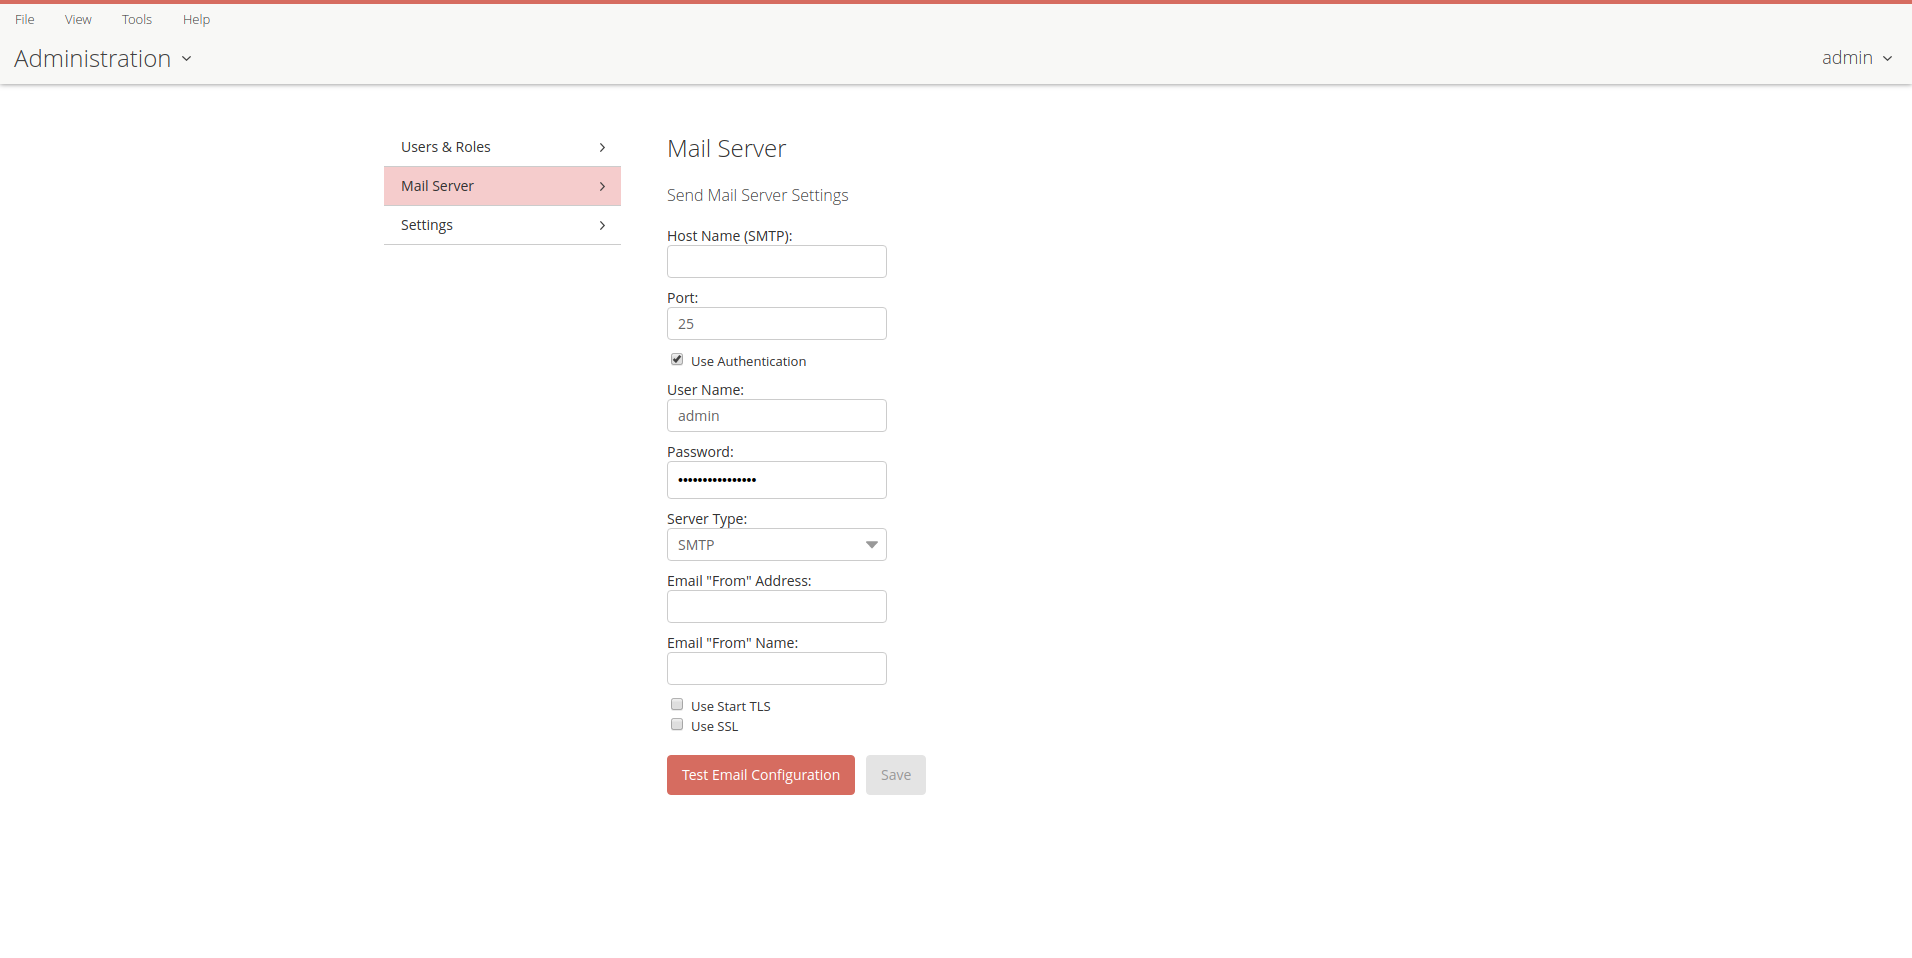 File View Tools Help
Administration
admin
Users & Roles
Mail Server
Settings
Mail Server
Send Mail Server Settings
Host Name (SMTP):
Port:
25
Use Authentication
User Name:
admin
Password:
••••••••••••••••
Server Type:
SMTP
Email "From" Address:
Email "From" Name:
Use Start TLS
Use SSL
Test Email Configuration
Save